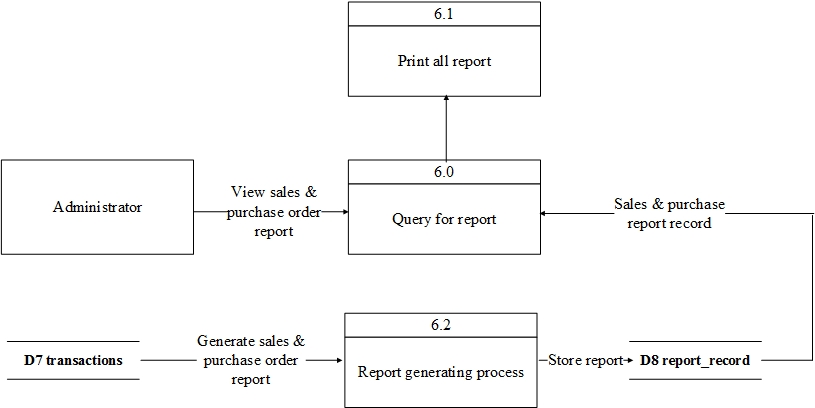 6.1
Print all report
6.0
Query for report
Administrator
View sales &
purchase order
report
Sales & purchase
report record
6.2
Report generating process
D7 transactions
Generate sales &
purchase order
report
Store report
D8 report_record